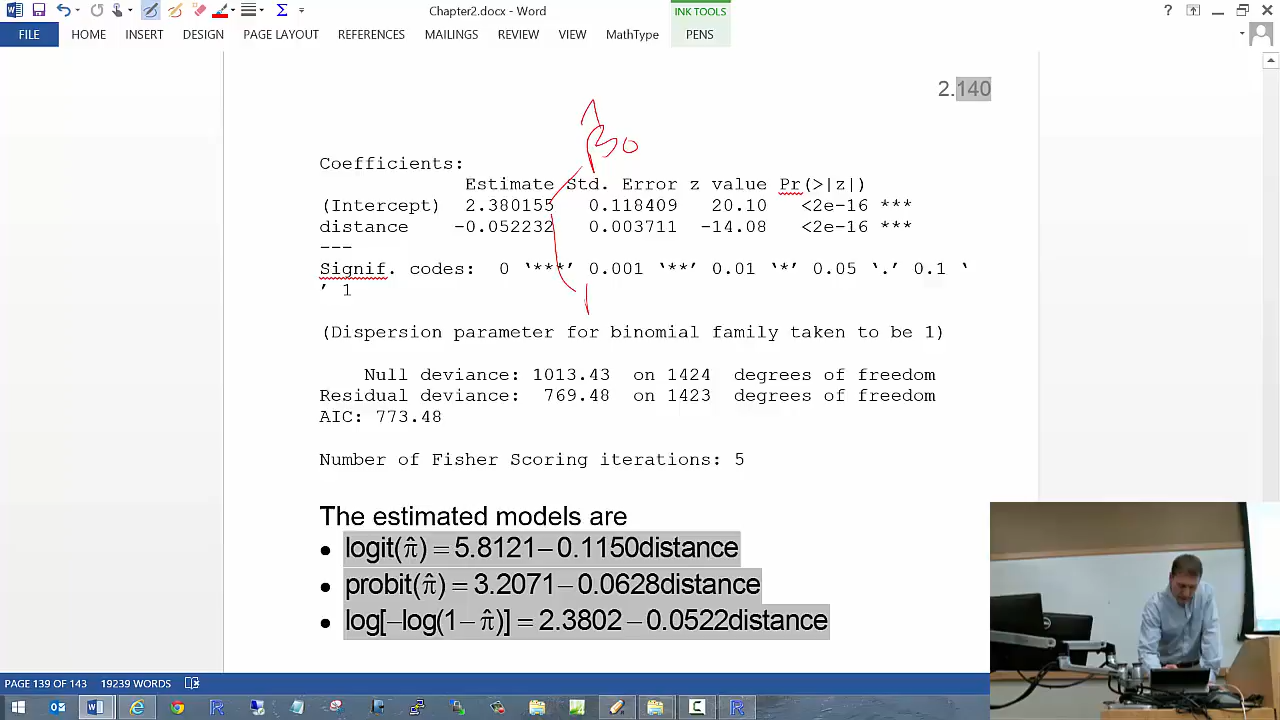 Chapter2.docx - Word
INK TOOLS
FILE HOME INSERT DESIGN PAGE LAYOUT REFERENCES MAILINGS REVIEW VIEW MathType PENS
2.140
β̂0
Coefficients:
Estimate Std. Error z value Pr(>|z|)
(Intercept) 2.380155 0.118409 20.10 <2e-16 ***
distance -0.052232 0.003711 -14.08 <2e-16 ***
---
Signif. codes: 0 ‘***’ 0.001 ‘**’ 0.01 ‘*’ 0.05 ‘.’ 0.1 ‘
’ 1
(Dispersion parameter for binomial family taken to be 1)
Null deviance: 1013.43 on 1424 degrees of freedom
Residual deviance: 769.48 on 1423 degrees of freedom
AIC: 773.48
Number of Fisher Scoring iterations: 5
The estimated models are
• logit(π̂) = 5.8121−0.1150distance
• probit(π̂) = 3.2071−0.0628distance
• log[−log(1−π̂)] = 2.3802−0.0522distance
PAGE 139 OF 143 19239 WORDS